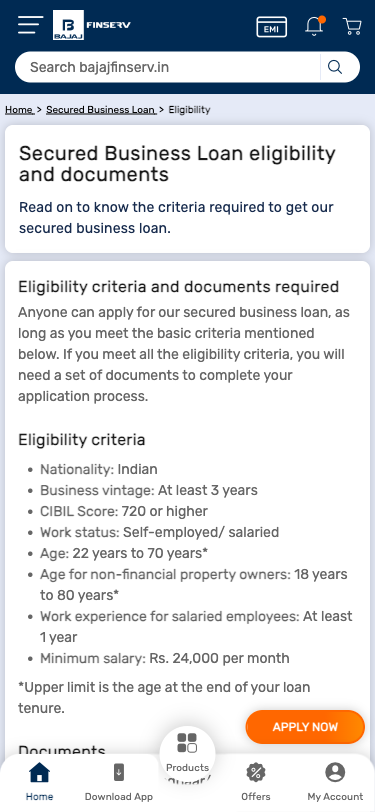 B
BAJAJ
FINSERV
EMI
Search bajajfinserv.in
Home > Secured Business Loan > Eligibility
Secured Business Loan eligibility
and documents
Read on to know the criteria required to get our
secured business loan.
Eligibility criteria and documents required
Anyone can apply for our secured business loan, as
long as you meet the basic criteria mentioned
below. If you meet all the eligibility criteria, you will
need a set of documents to complete your
application process.
Eligibility criteria
• Nationality: Indian
• Business vintage: At least 3 years
• CIBIL Score: 720 or higher
• Work status: Self-employed/ salaried
• Age: 22 years to 70 years*
• Age for non-financial property owners: 18 years
to 80 years*
• Work experience for salaried employees: At least
1 year
• Minimum salary: Rs. 24,000 per month
*Upper limit is the age at the end of your loan
tenure.
APPLY NOW
Documents
Products
Home
Download App
Offers
My Account